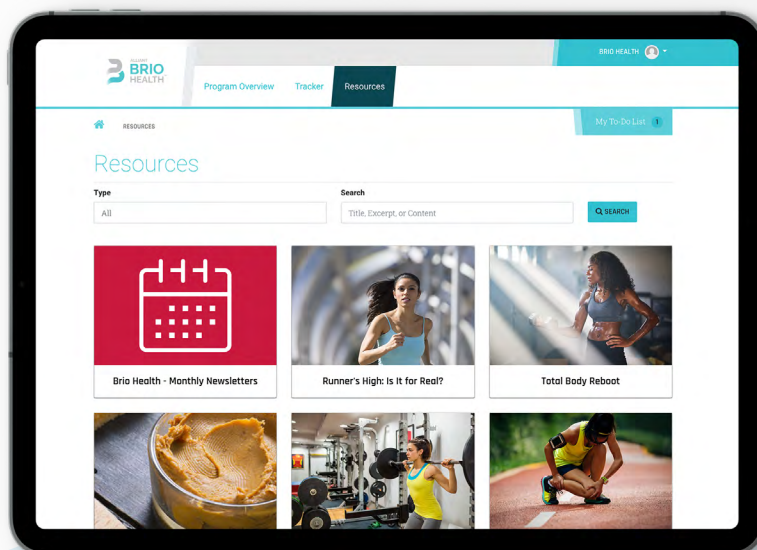 BRIO HEALTH
BRIO
HEALTH
Program Overview
Tracker
Resources
RESOURCES
My To-Do List 1
Resources
Type
Search
All
Title, Excerpt, or Content
SEARCH
Brio Health - Monthly Newsletters
Runner's High: Is It for Real?
Total Body Reboot